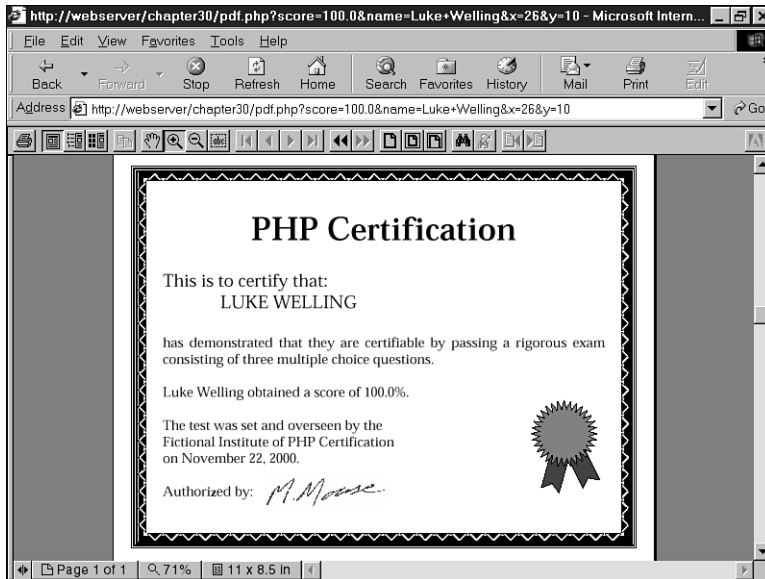 http://webserver/chapter30/pdf.php?score=100.0&name=Luke+Welling&x=26&y=10 - Microsoft Intern...
File Edit View Favorites Tools Help
Back Forward Stop Refresh Home Search Favorites History Mail Print Edit
Address http://webserver/chapter30/pdf.php?score=100.0&name=Luke+Welling&x=26&y=10 Go
PHP Certification
This is to certify that:
LUKE WELLING
has demonstrated that they are certifiable by passing a rigorous exam
consisting of three multiple choice questions.
Luke Welling obtained a score of 100.0%.
The test was set and overseen by the
Fictional Institute of PHP Certification
on November 22, 2000.
Authorized by: M.Mouse
Page 1 of 1 71% 11 x 8.5 in